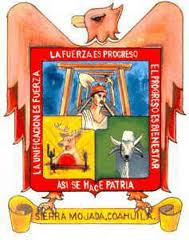 LA FUERZA ES PROGRESO
LA UNIFICACION ES FUERZA
EL PROGRESO ES BIENESTAR
ASI SE HACE PATRIA
SIERRA MOJADA, COAHUILA.